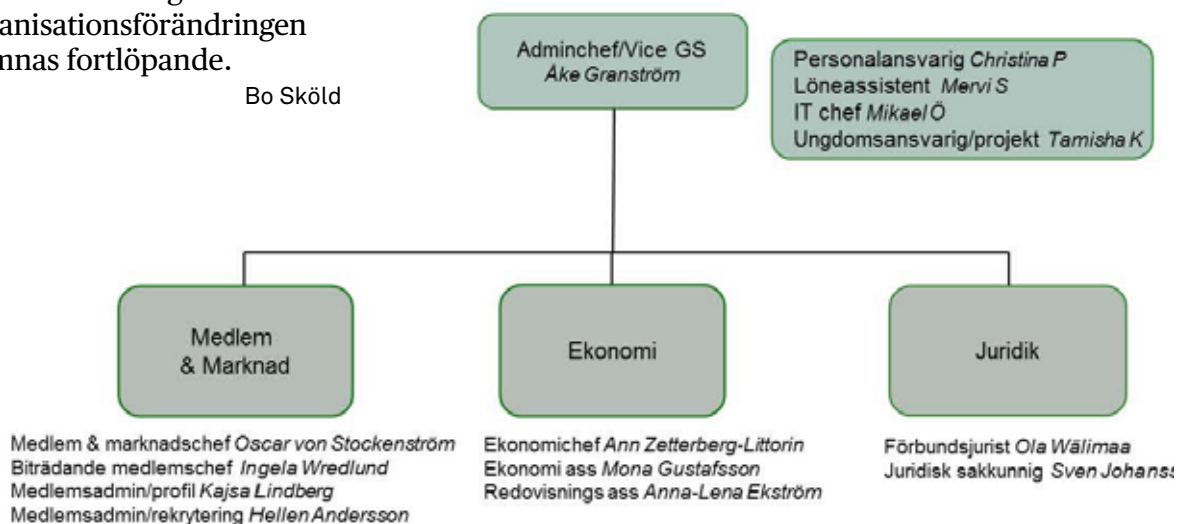 anisationsförändringen
nnas fortlöpande.
Bo Sköld
Adminchef/Vice GS
Åke Granström
Personalansvarig Christina P
Löneassistent Mervi S
IT chef Mikael Ö
Ungdomsansvarig/projekt Tamisha K
Medlem
& Marknad
Ekonomi
Juridik
Medlem & marknadschef Oscar von Stockenström
Biträdande medlemschef Ingela Wredlund
Medlemsadmin/profil Kajsa Lindberg
Medlemsadmin/rekrytering Hellen Andersson
Ekonomichef Ann Zetterberg-Littorin
Ekonomi ass Mona Gustafsson
Redovisnings ass Anna-Lena Ekström
Förbundsjurist Ola Wälimaa
Juridisk sakkunnig Sven Johans